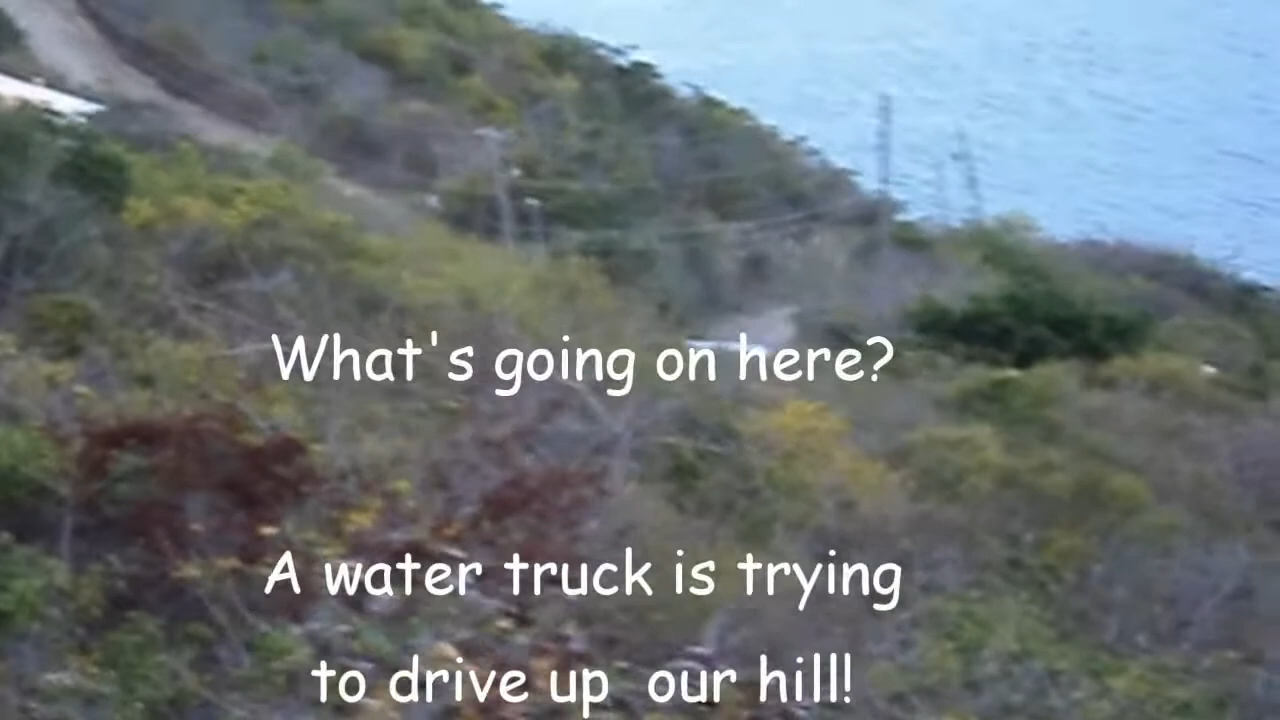 What's going on here?
A water truck is trying
to drive up our hill!